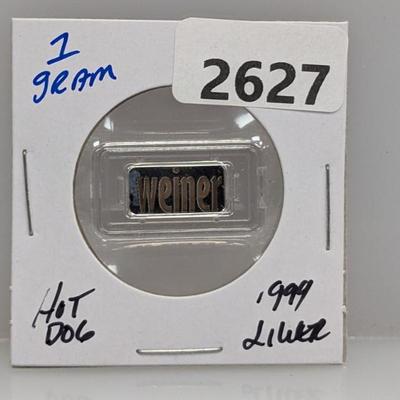 1
gram
2627
weiner
HOT
DOG
.999
SILVER